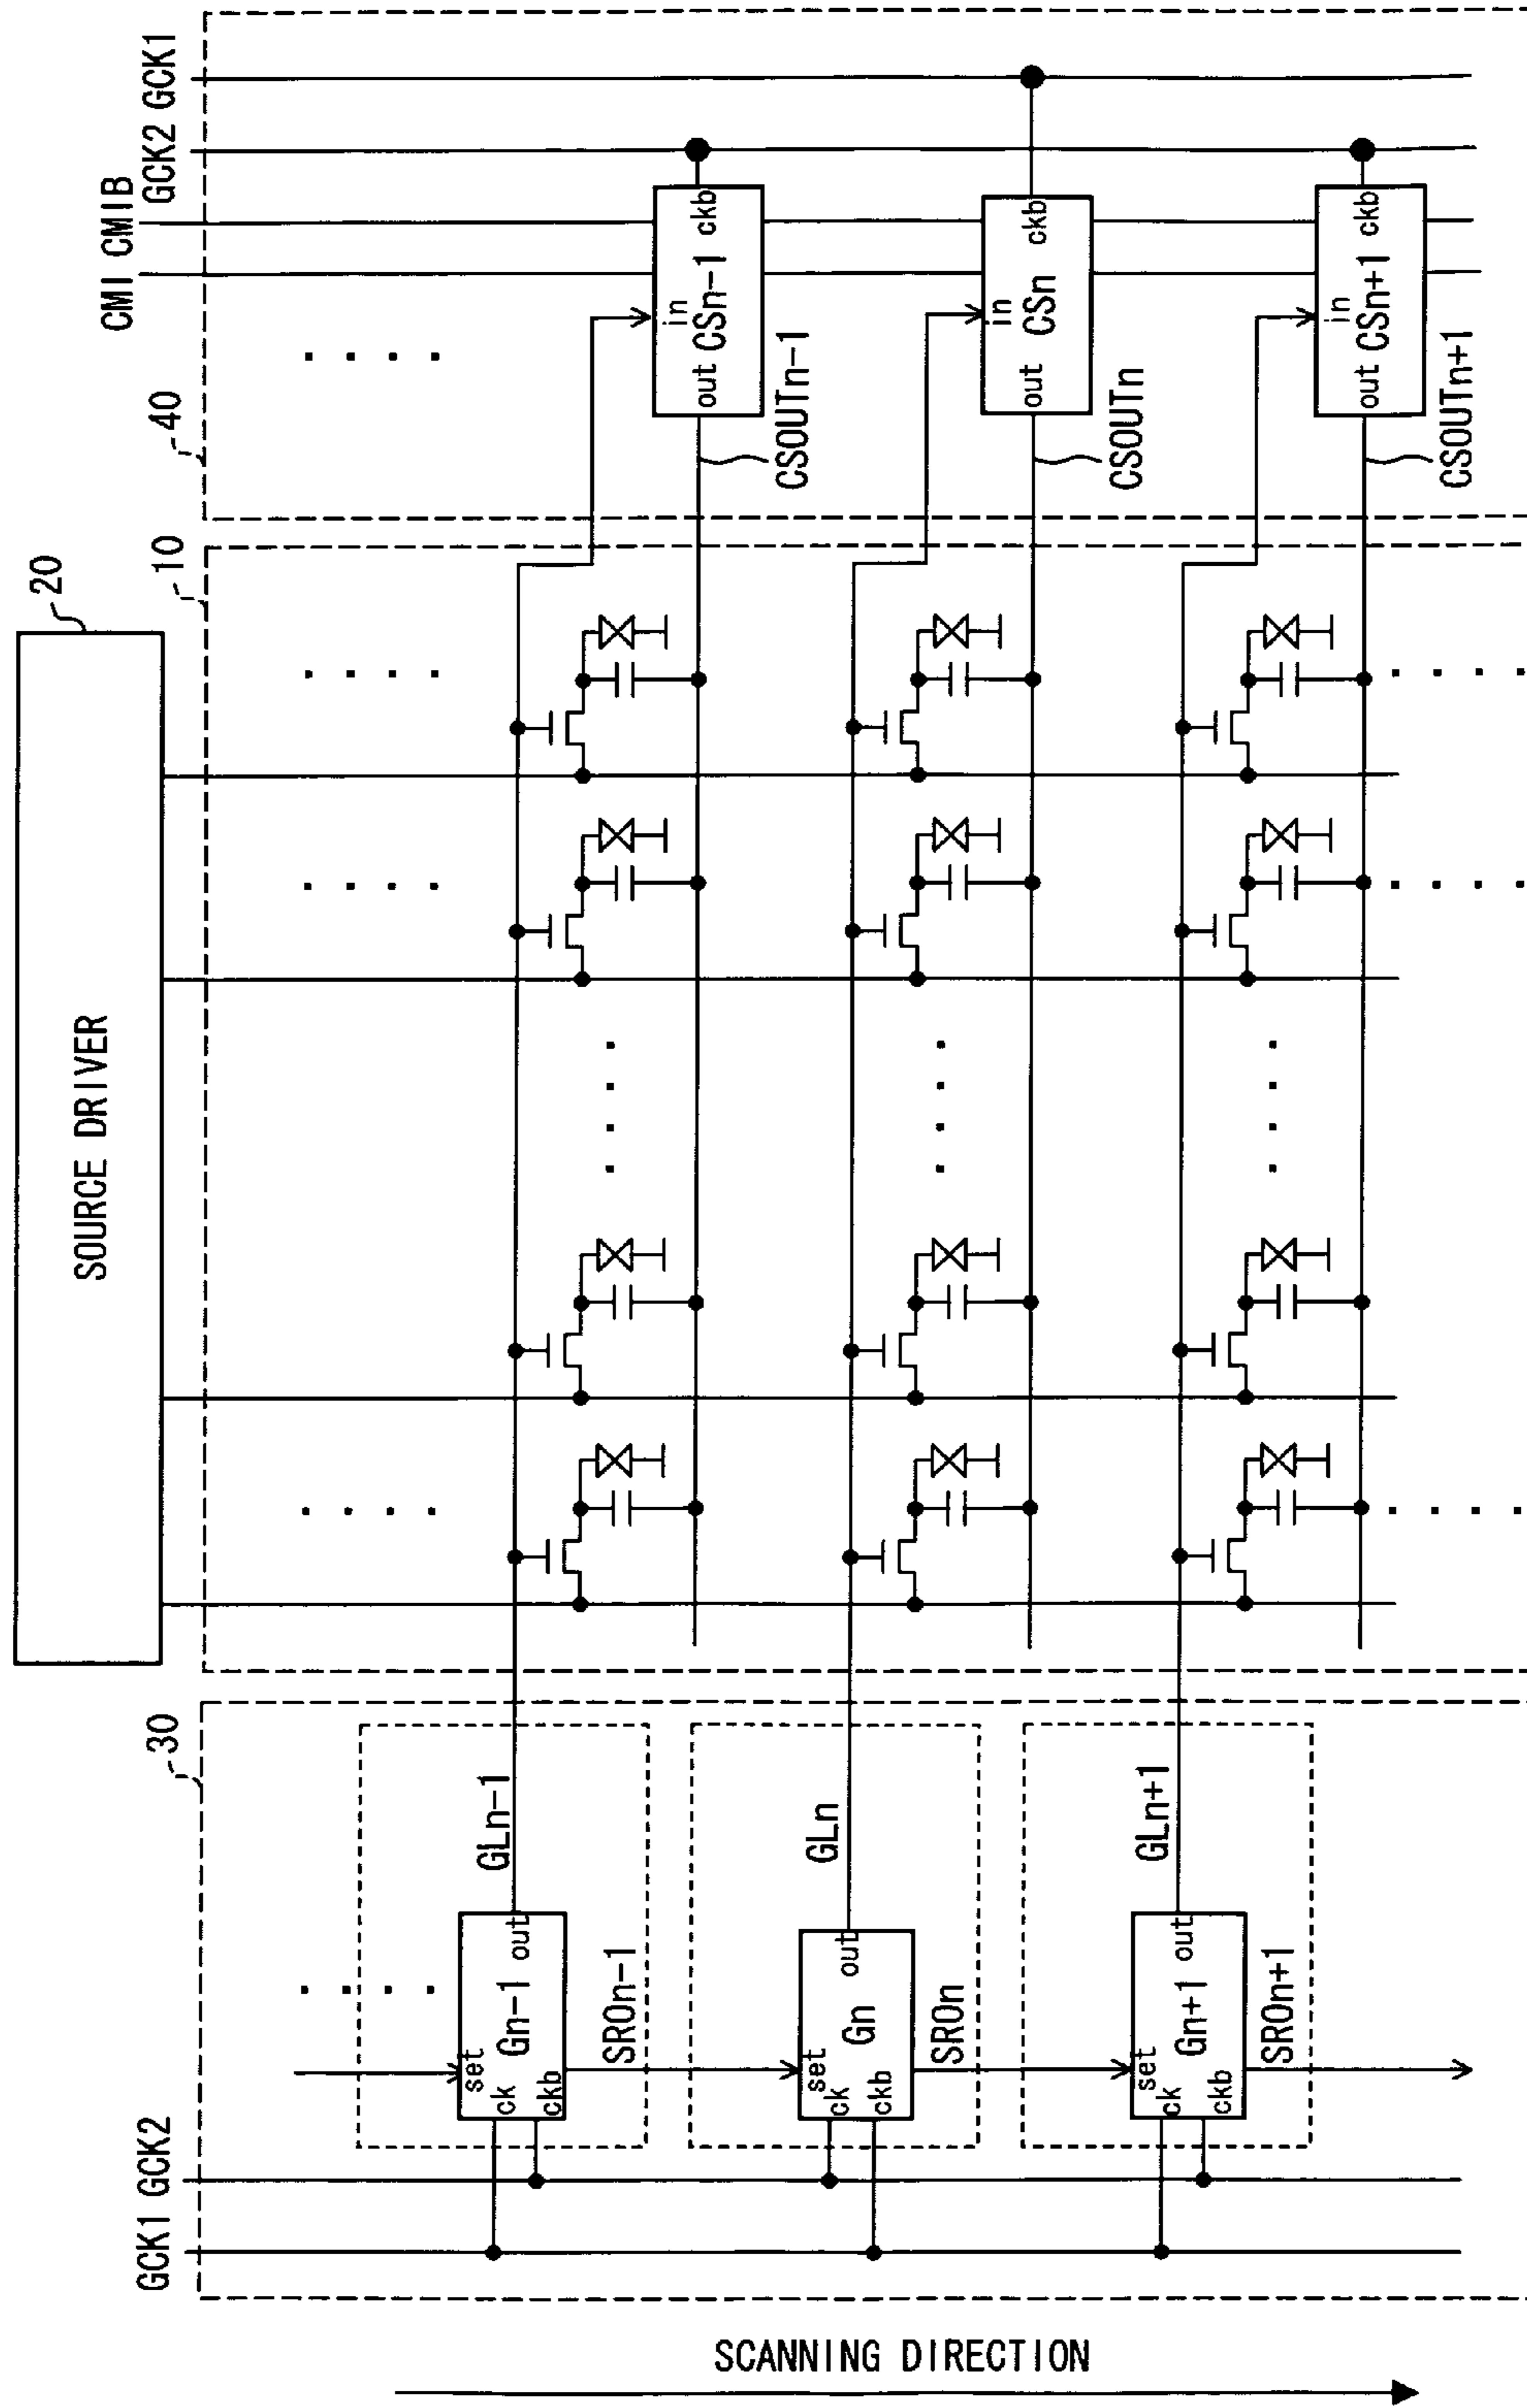 SOURCE DRIVER
20
30
10
40
GCK1
GCK2
CMI
CMIB
GCK2
GCK1
SCANNING DIRECTION
set
ck
ckb
Gn-1
out
GLn-1
SROn-1
in
out
CSn-1
ckb
CSOUTn-1
set
ck
ckb
Gn
out
GLn
SROn
in
out
CSn
ckb
CSOUTn
set
ck
ckb
Gn+1
out
GLn+1
SROn+1
in
out
CSn+1
ckb
CSOUTn+1